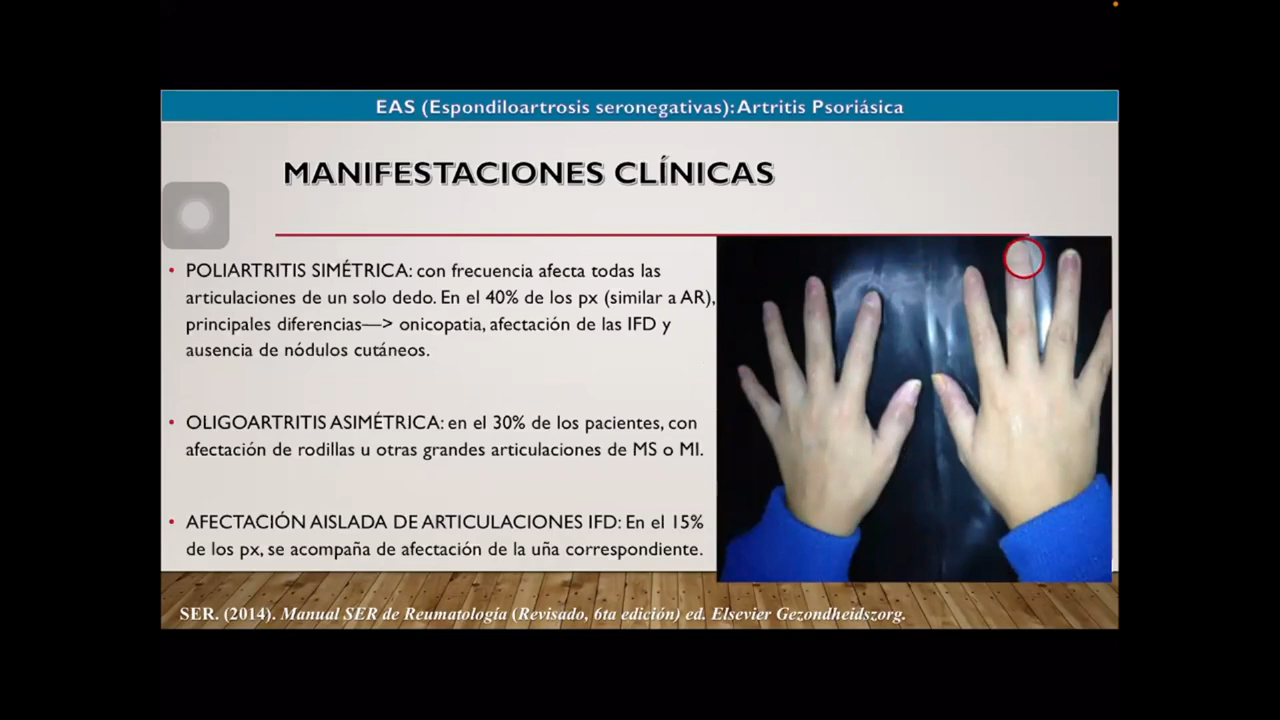 EAS (Espondiloartrosis seronegativas): Artritis Psoriásica
MANIFESTACIONES CLÍNICAS
• POLIARTRITIS SIMÉTRICA: con frecuencia afecta todas las
articulaciones de un solo dedo. En el 40% de los px (similar a AR),
principales diferencias—> onicopatia, afectación de las IFD y
ausencia de nódulos cutáneos.
• OLIGOARTRITIS ASIMÉTRICA: en el 30% de los pacientes, con
afectación de rodillas u otras grandes articulaciones de MS o MI.
• AFECTACIÓN AISLADA DE ARTICULACIONES IFD: En el 15%
de los px, se acompaña de afectación de la uña correspondiente.
SER. (2014). Manual SER de Reumatología (Revisado, 6ta edición) ed. Elsevier Gezondheidszorg.